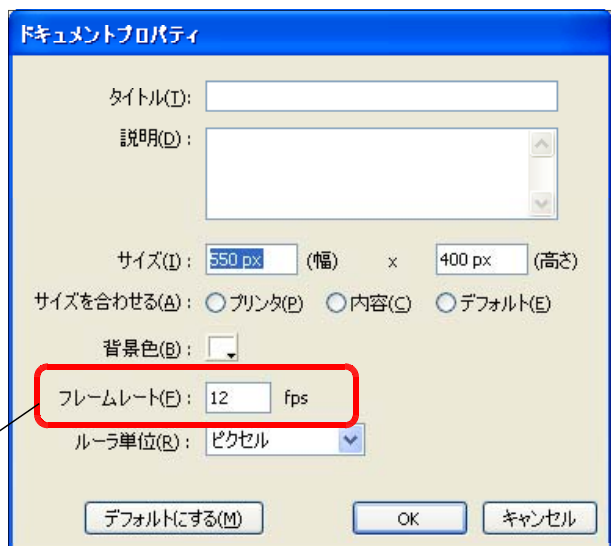 ドキュメントプロパティ
タイトル(T):
説明(D):
サイズ(I): 550 px (幅) x 400 px (高さ)
サイズを合わせる(A): プリンタ(P) 内容(C) デフォルト(E)
背景色(B):
フレームレート(F): 12 fps
ルーラ単位(R): ピクセル
デフォルトにする(M) OK キャンセル